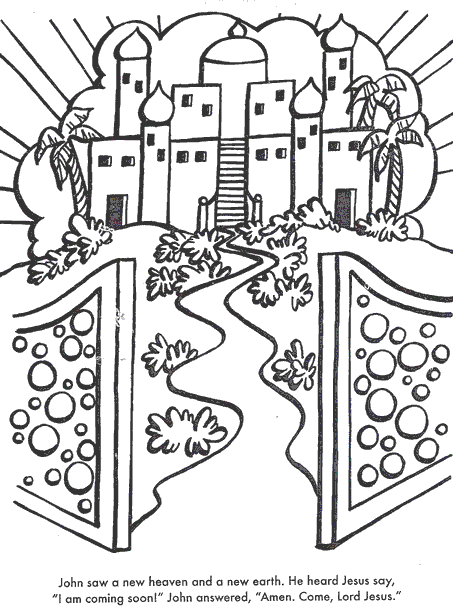 John saw a new heaven and a new earth. He heard Jesus say,
“I am coming soon!” John answered, “Amen. Come, Lord Jesus.”